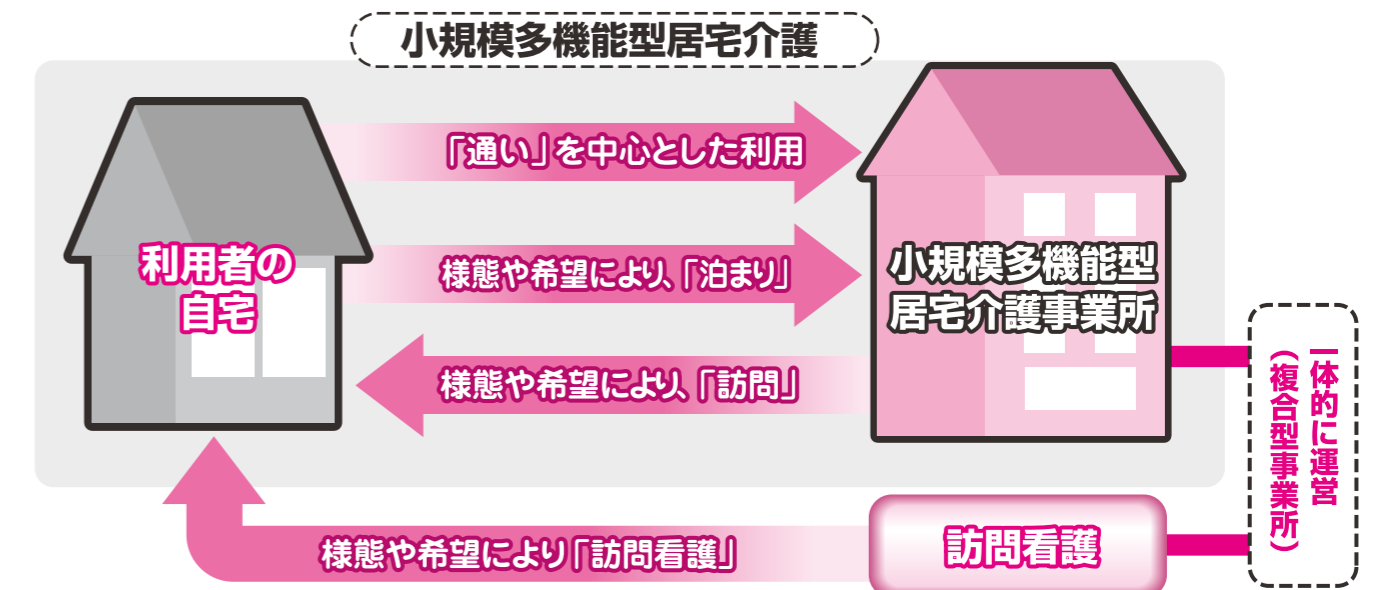 小規模多機能型居宅介護
「通い」を中心とした利用
様態や希望により、「泊まり」
様態や希望により、「訪問」
利用者の
自宅
小規模多機能型
居宅介護事業所
一体的に運営
（複合型事業所）
様態や希望により「訪問看護」
訪問看護